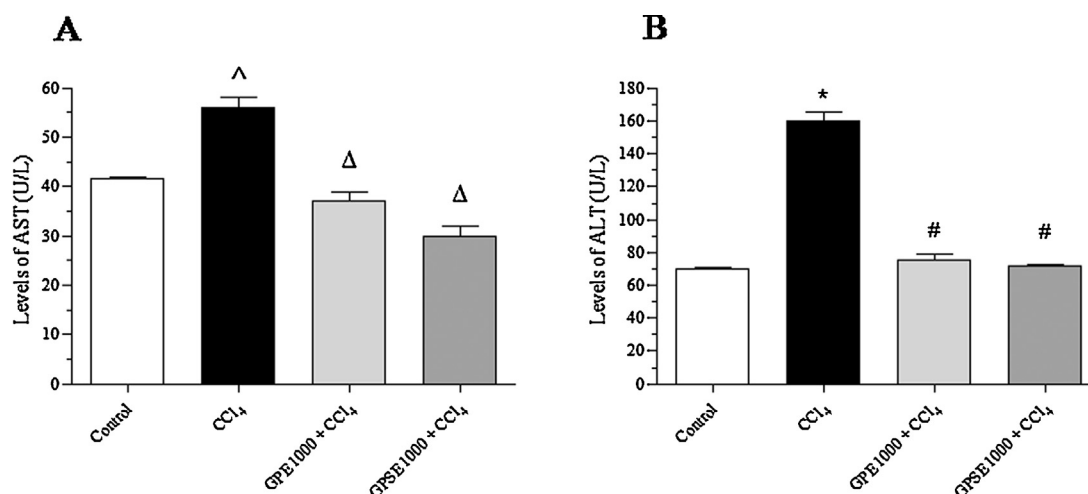 A
Levels of AST (U/L)
60
50
40
30
20
10
0
^
Δ
Δ
Control
CCl4
GPE1000 + CCl4
GPSE1000 + CCl4
B
Levels of ALT (U/L)
180
160
140
120
100
80
60
40
20
0
*
#
#
Control
CCl4
GPE1000 + CCl4
GPSE1000 + CCl4